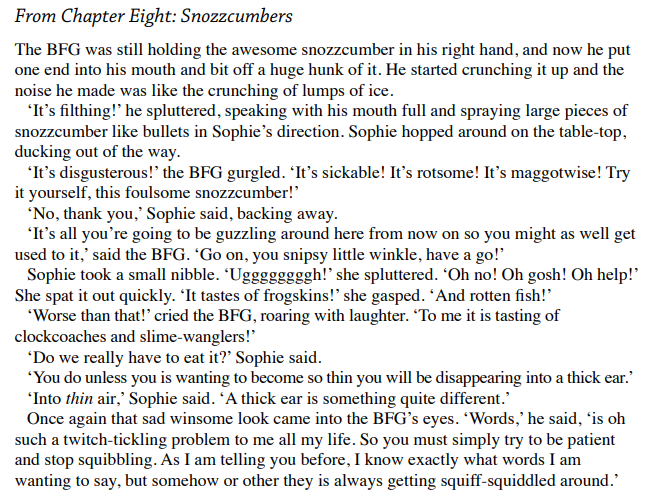 From Chapter Eight: Snozzcumbers
The BFG was still holding the awesome snozzcumber in his right hand, and now he put
one end into his mouth and bit off a huge hunk of it. He started crunching it up and the
noise he made was like the crunching of lumps of ice.
‘It’s filthing!’ he spluttered, speaking with his mouth full and spraying large pieces of
snozzcumber like bullets in Sophie’s direction. Sophie hopped around on the table-top,
ducking out of the way.
‘It’s disgusterous!’ the BFG gurgled. ‘It’s sickable! It’s rotsome! It’s maggotwise! Try
it yourself, this foulsome snozzcumber!’
‘No, thank you,’ Sophie said, backing away.
‘It’s all you’re going to be guzzling around here from now on so you might as well get
used to it,’ said the BFG. ‘Go on, you snipsy little winkle, have a go!’
Sophie took a small nibble. ‘Uggggggggh!’ she spluttered. ‘Oh no! Oh gosh! Oh help!’
She spat it out quickly. ‘It tastes of frogskins!’ she gasped. ‘And rotten fish!’
‘Worse than that!’ cried the BFG, roaring with laughter. ‘To me it is tasting of
clockcoaches and slime-wanglers!’
‘Do we really have to eat it?’ Sophie said.
‘You do unless you is wanting to become so thin you will be disappearing into a thick ear.’
‘Into thin air,’ Sophie said. ‘A thick ear is something quite different.’
Once again that sad winsome look came into the BFG’s eyes. ‘Words,’ he said, ‘is oh
such a twitch-tickling problem to me all my life. So you must simply try to be patient
and stop squibbling. As I am telling you before, I know exactly what words I am
wanting to say, but somehow or other they is always getting squiff-squiddled around.’